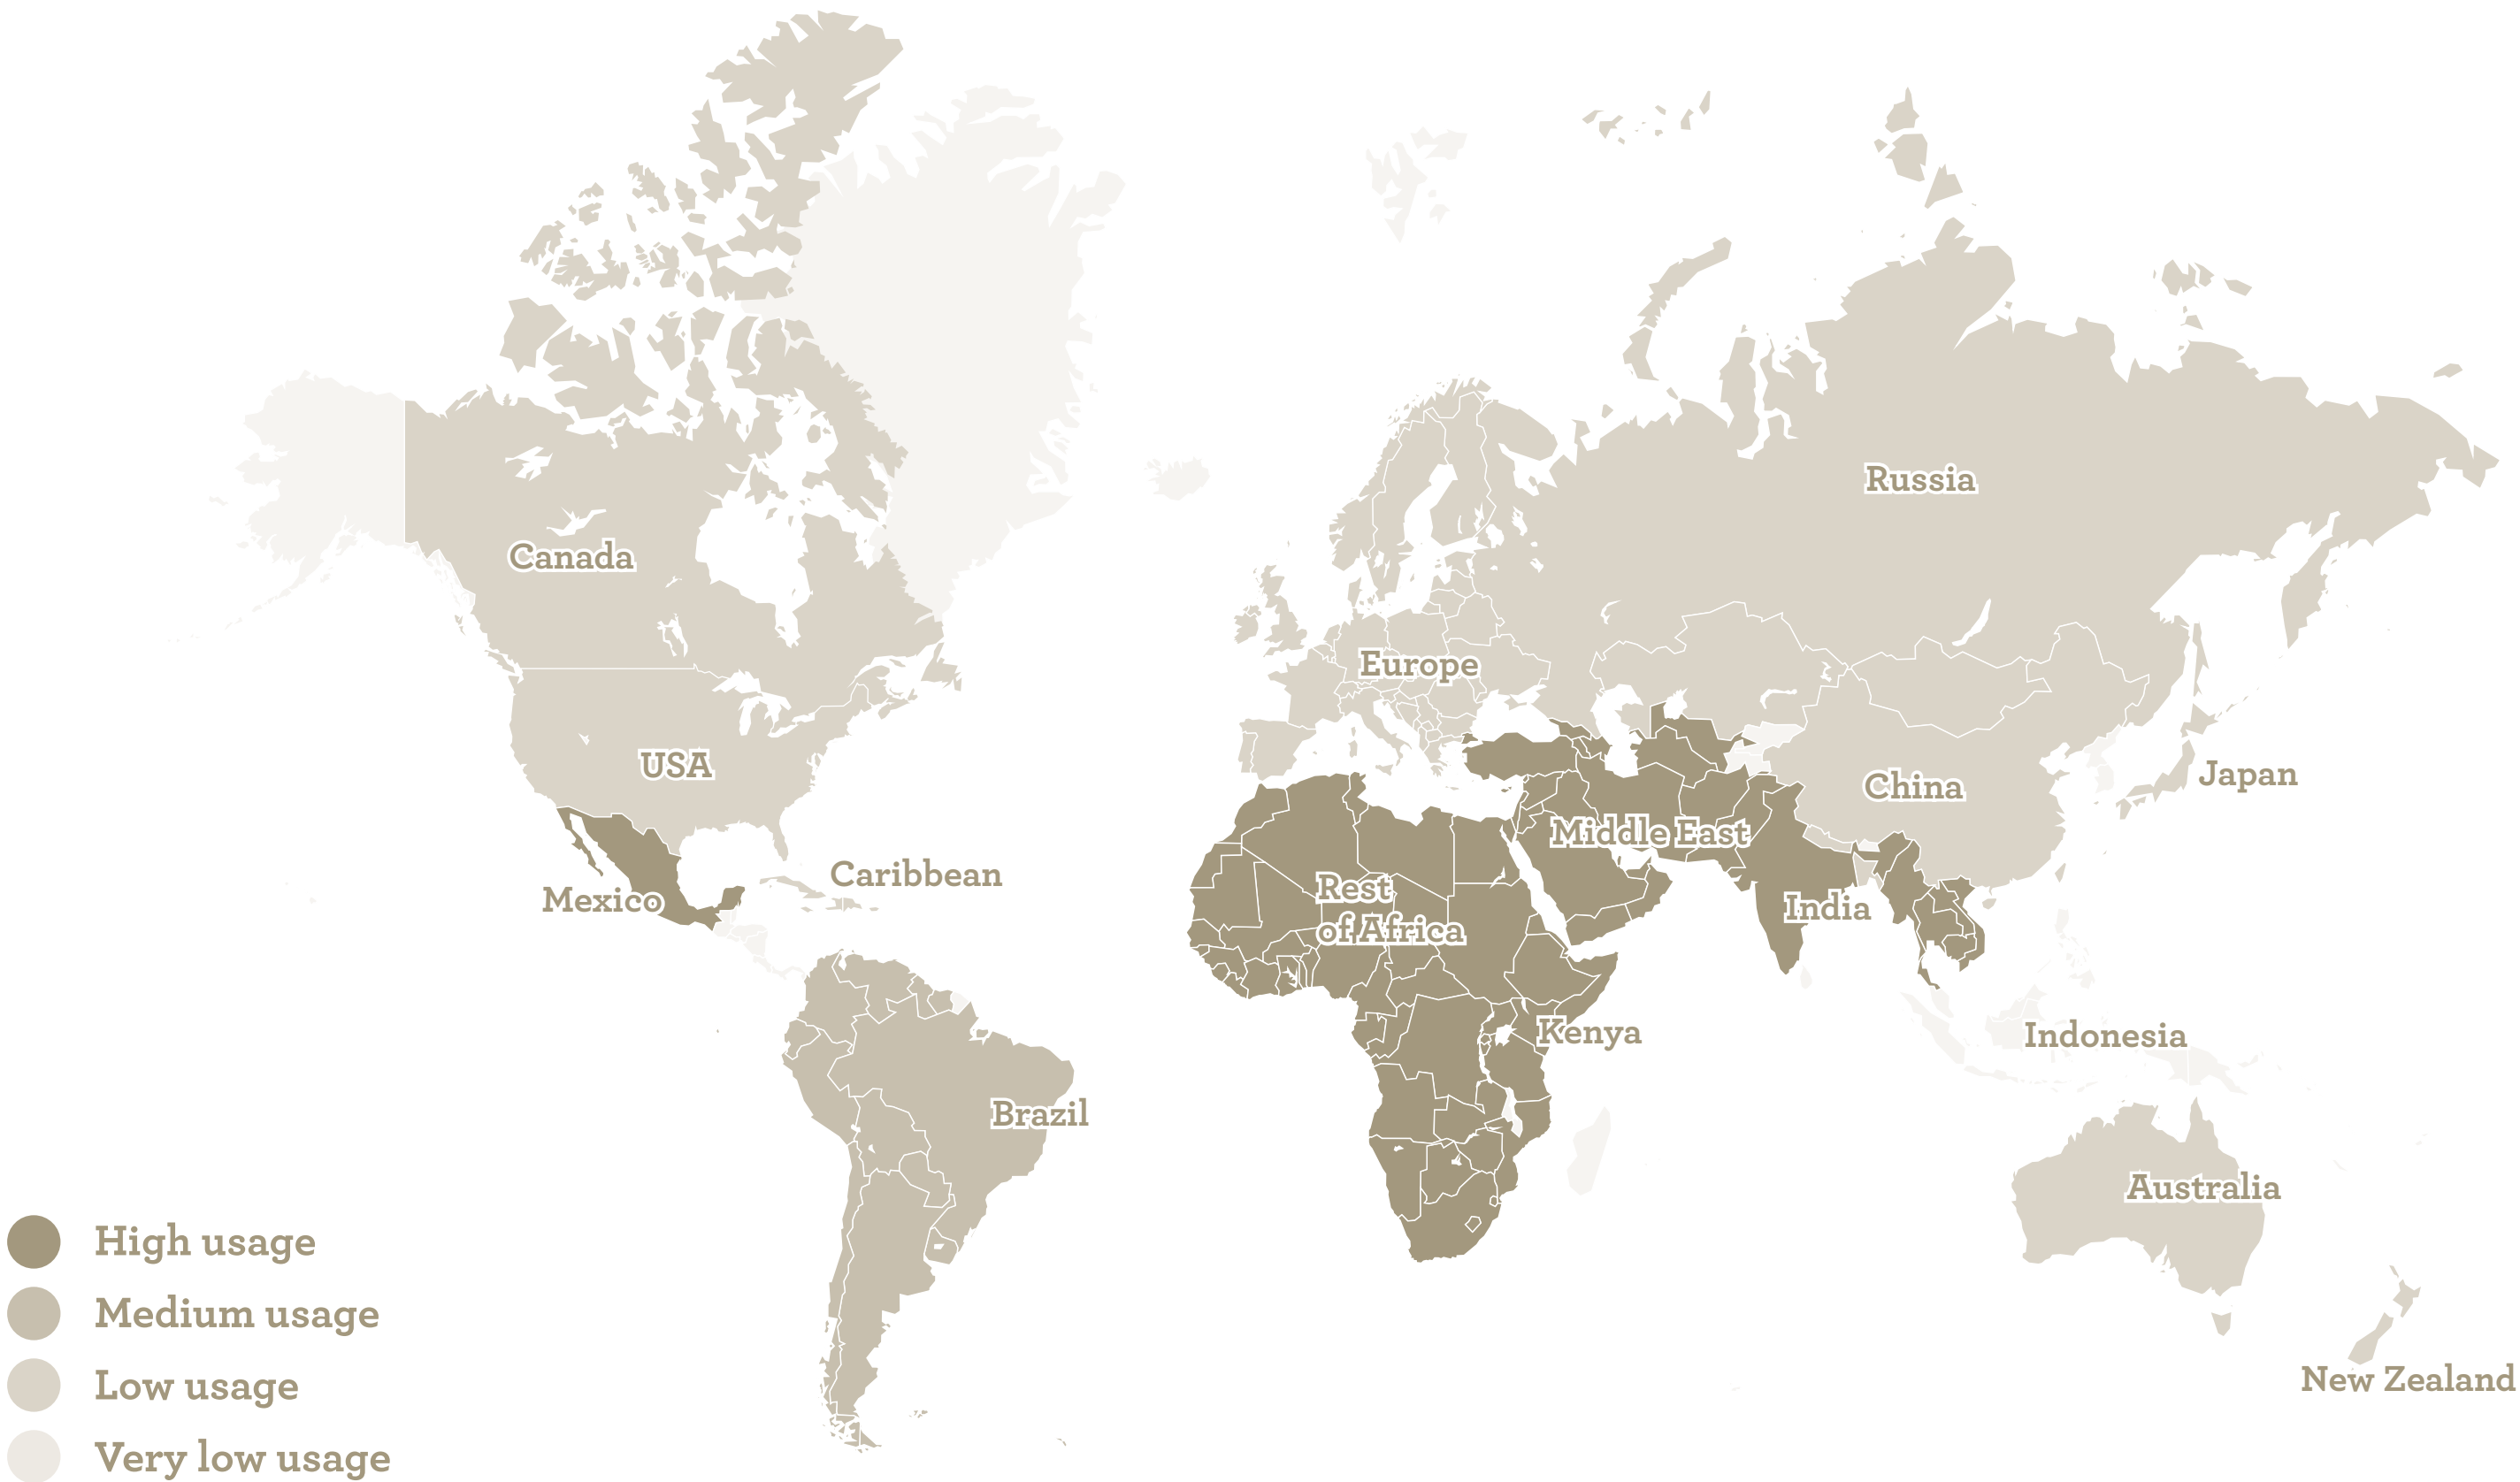 Russia
Canada
Europe
USA
China
Japan
Middle East
Caribbean
Mexico
Rest
of Africa
India
Kenya
Indonesia
Brazil
Australia
New Zealand
High usage
Medium usage
Low usage
Very low usage